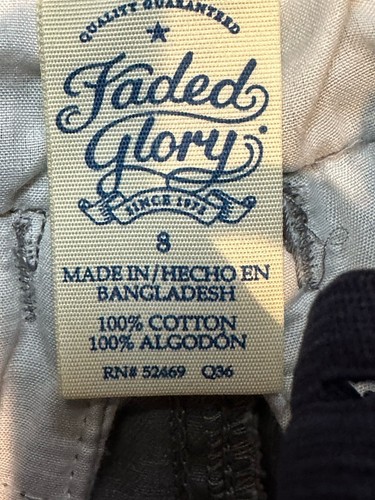 QUALITY GUARANTEED
Faded
Glory
SINCE 1972
8
MADE IN/HECHO EN
BANGLADESH
100% COTTON
100% ALGODÓN
RN# 52469 Q36